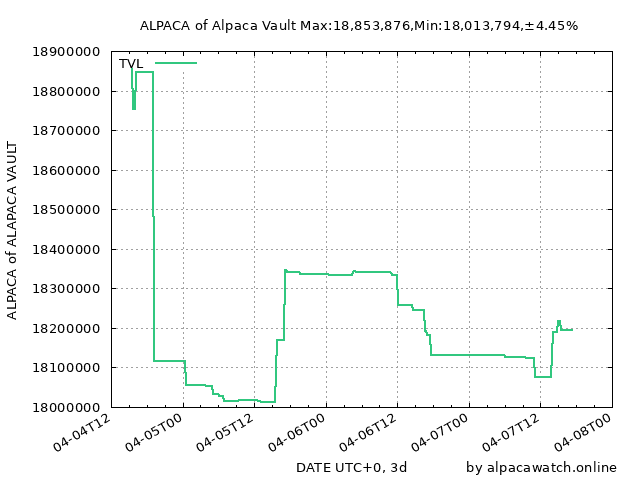 ALPACA of Alpaca Vault Max:18,853,876,Min:18,013,794,±4.45%
TVL
18900000
18800000
18700000
18600000
18500000
18400000
18300000
18200000
18100000
18000000
ALPACA of ALAPACA VAULT
04-04T12
04-05T00
04-05T12
04-06T00
04-06T12
04-07T00
04-07T12
04-08T00
DATE UTC+0, 3d
by alpacawatch.online